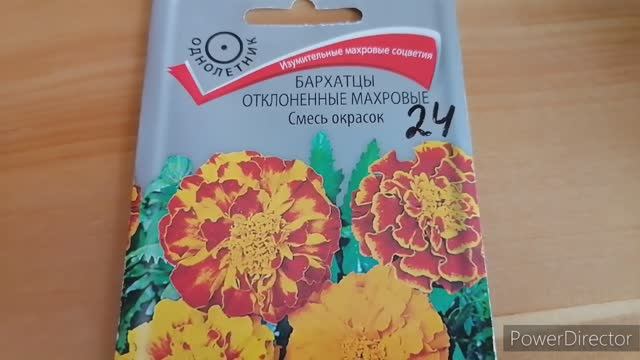 ОДНОЛЕТНИК
Изумительные махровые соцветия
БАРХАТЦЫ
ОТКЛОНЕННЫЕ МАХРОВЫЕ
Смесь окрасок
24
PowerDirector